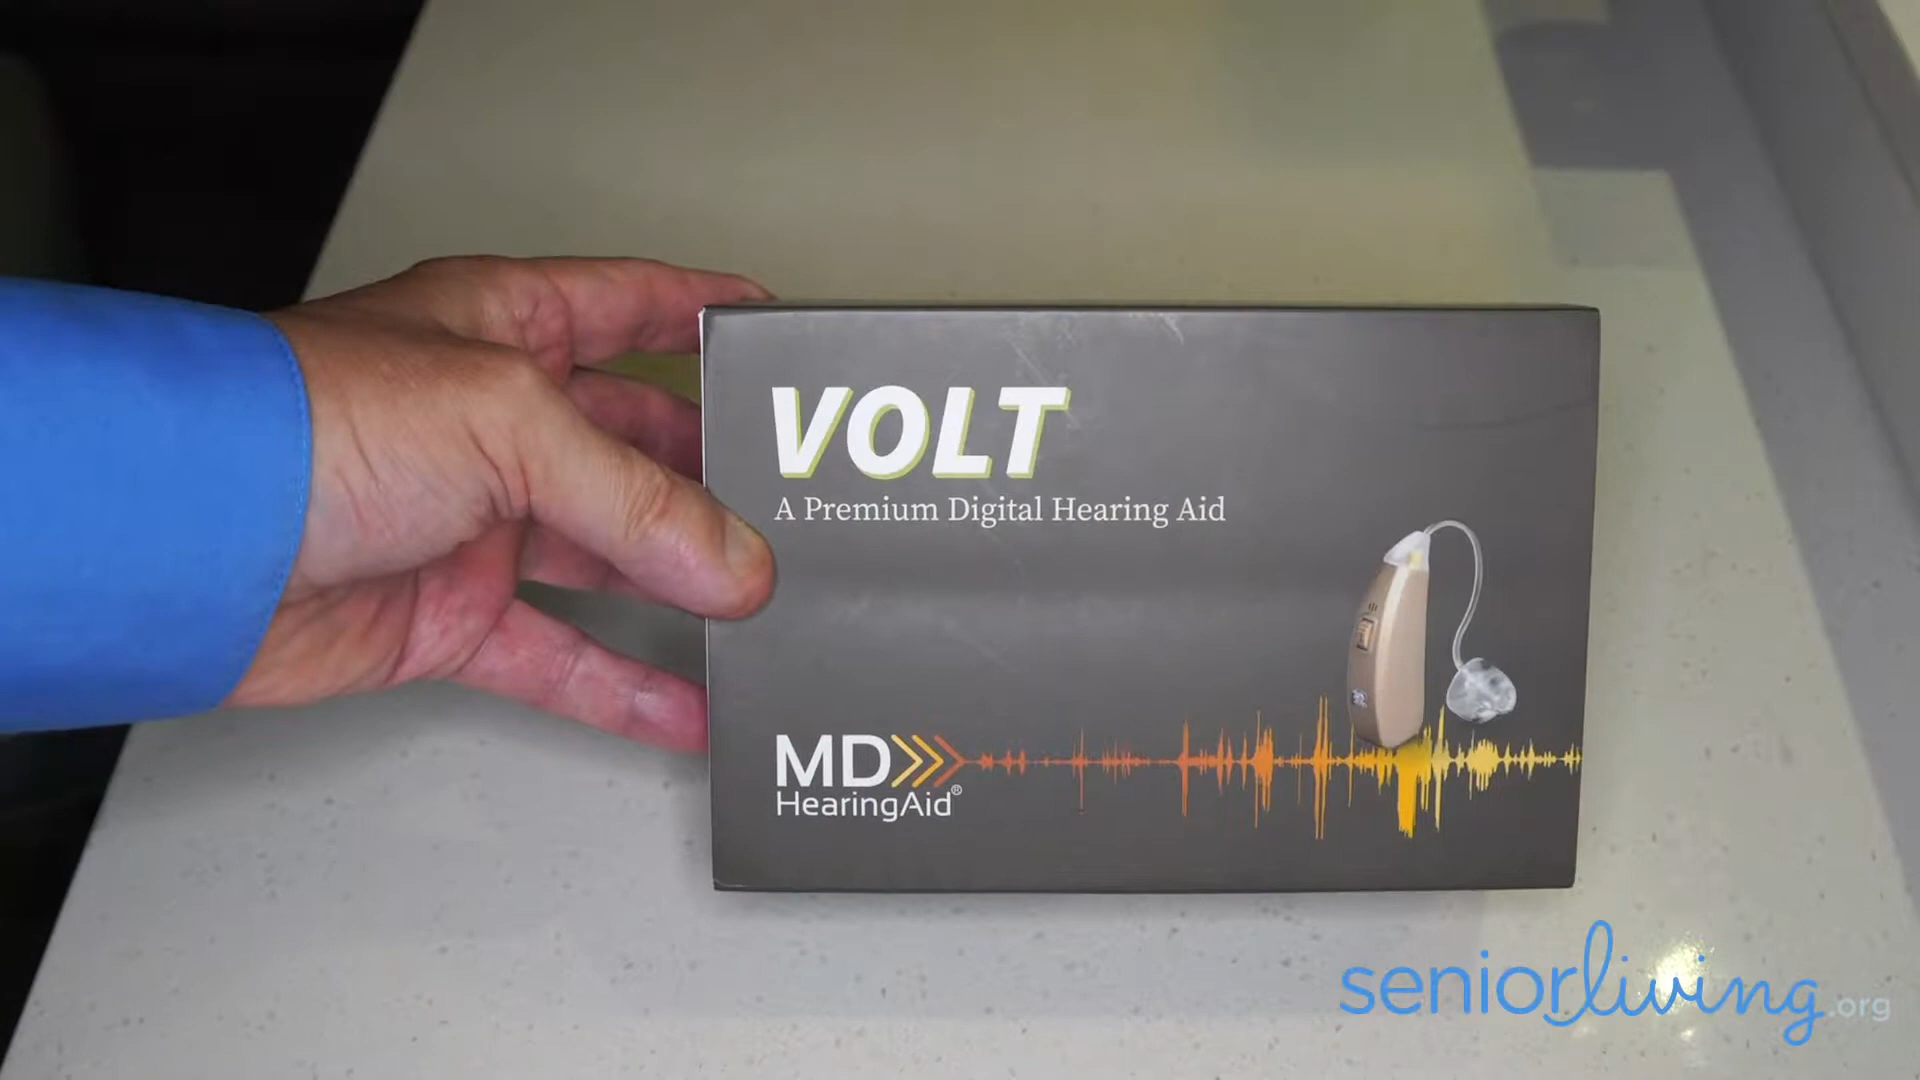 VOLT
A Premium Digital Hearing Aid
MD
HearingAid®
seniorliving.org